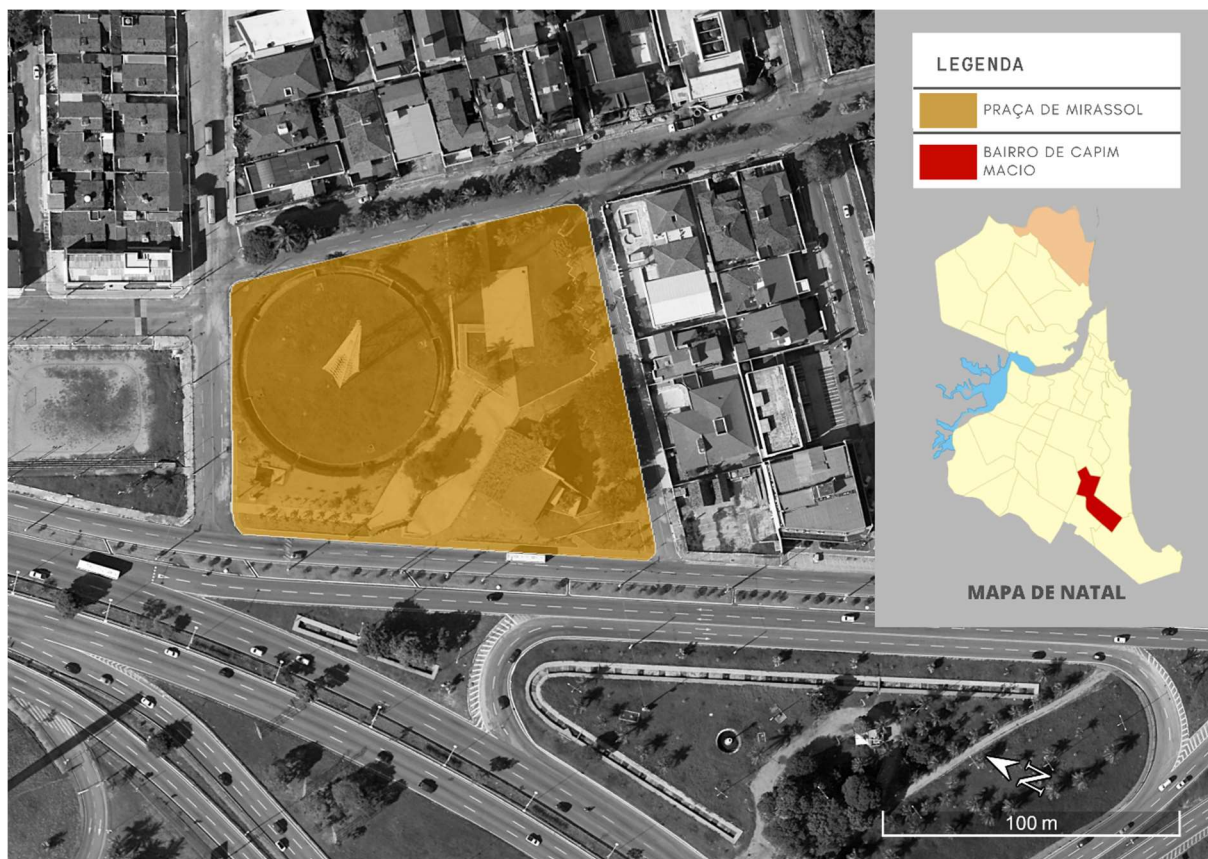 LEGENDA
PRAÇA DE MIRASSOL
BAIRRO DE CAPIM
MACIO
MAPA DE NATAL
N
100 m